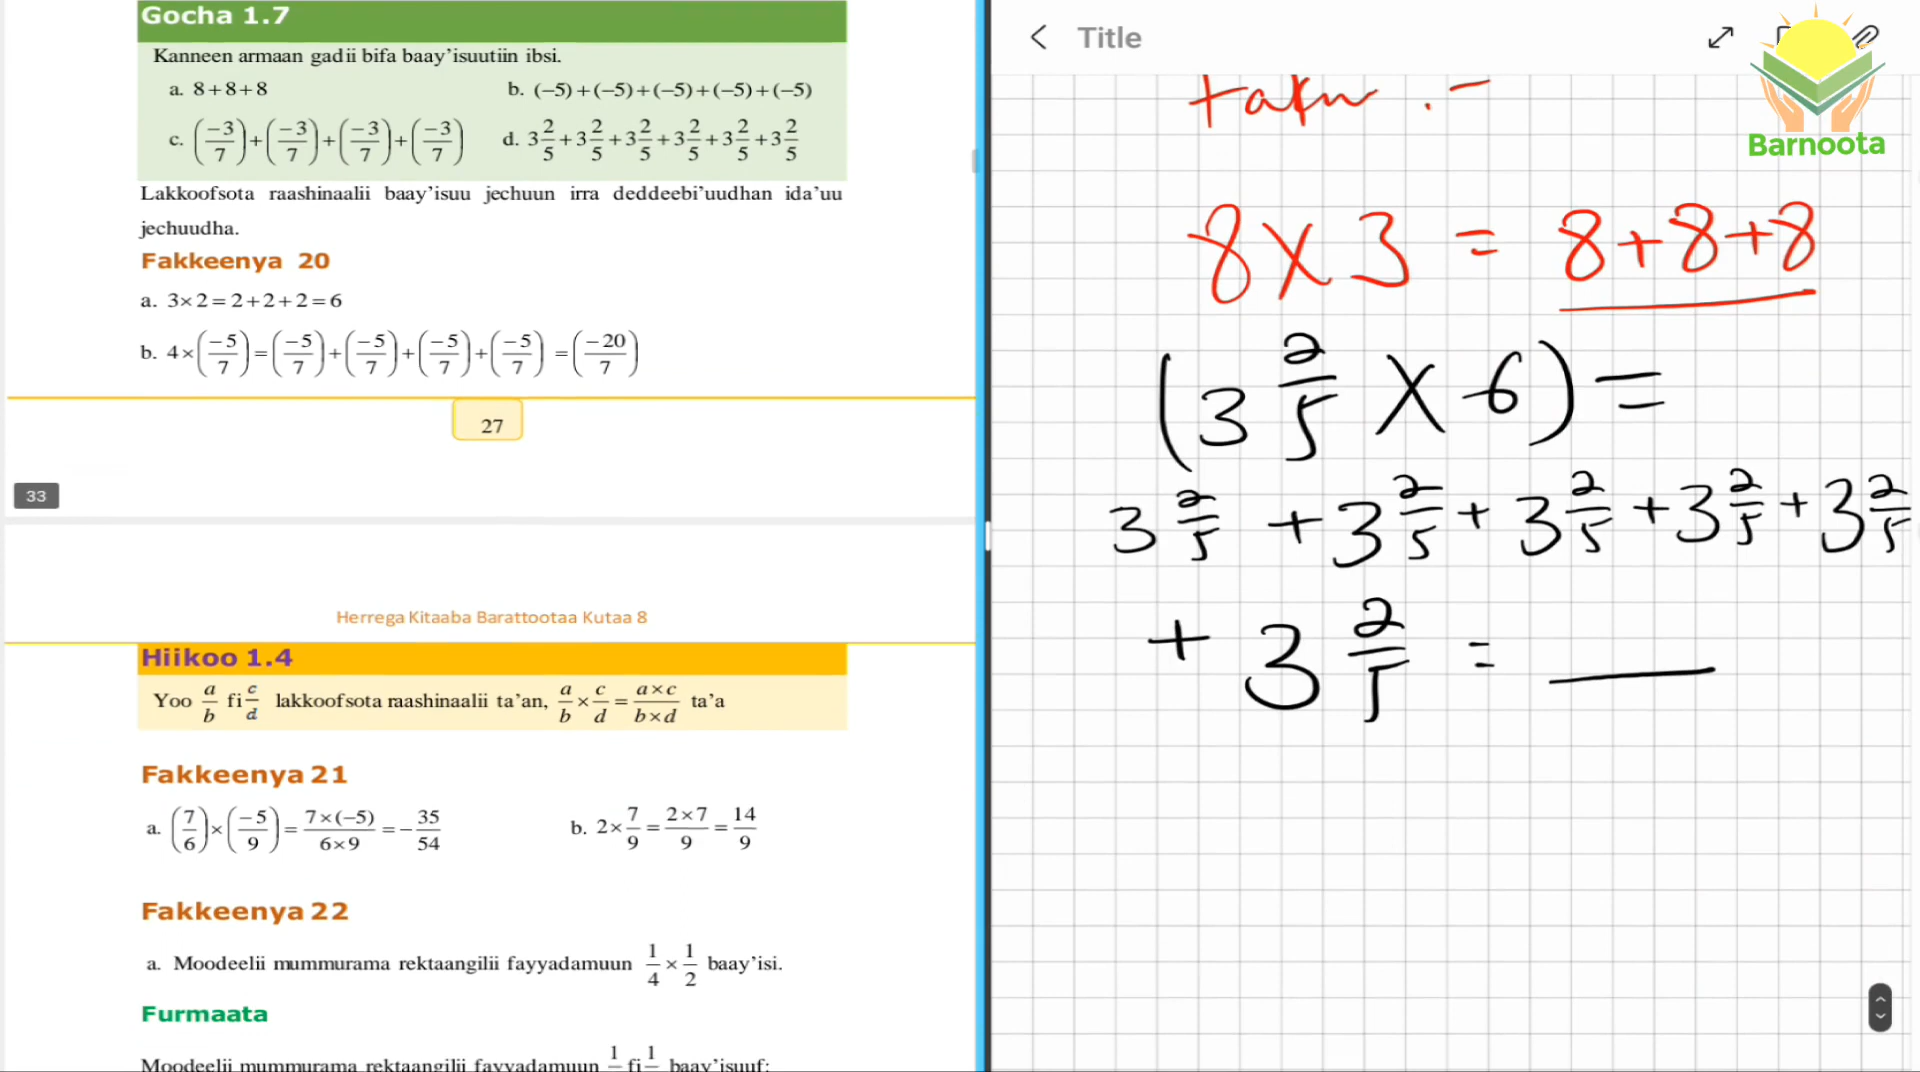 Gocha 1.7
Kanneen armaan gadii bifa baay’isuutiin ibsi.
a. 8+8+8
b. (−5)+(−5)+(−5)+(−5)+(−5)
c. (−3/7)+(−3/7)+(−3/7)+(−3/7)
d. 3 2/5+3 2/5+3 2/5+3 2/5+3 2/5+3 2/5
Lakkoofsota raashinaalii baay’isuu jechuun irra deddeebi’uudhan ida’uu
jechuudha.
Fakkeenya 20
a. 3×2=2+2+2=6
b. 4×(−5/7)=(−5/7)+(−5/7)+(−5/7)+(−5/7)=(−20/7)
27
33
Herrega Kitaaba Barattootaa Kutaa 8
Hiikoo 1.4
Yoo a/b fi c/d lakkoofsota raashinaalii ta’an, a/b×c/d=a×c/b×d ta’a
Fakkeenya 21
a. (7/6)×(−5/9)=7×(−5)/6×9=−35/54
b. 2×7/9=2×7/9=14/9
Fakkeenya 22
a. Moodeelii mummurama rektaangilii fayyadamuun 1/4×1/2 baay’isi.
Furmaata
Title
Barnoota
8×3=8+8+8
(3 2/5×6)=
3 2/5+3 2/5+3 2/5+3 2/5+3 2/5
+3 2/5=